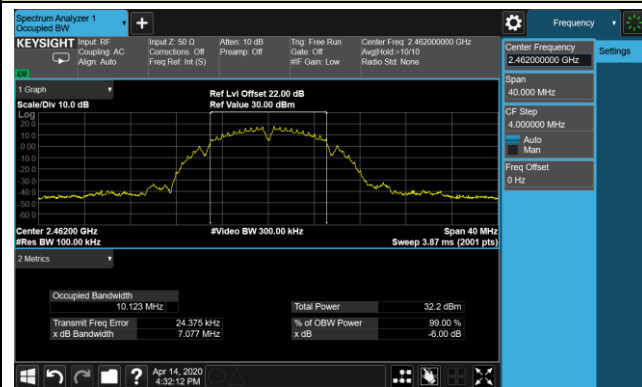 Spectrum Analyzer 1
Occupied BW
+
Frequency
KEYSIGHT
Input: RF
Coupling: AC
Align: Auto
Input Z: 50 Ω
Corrections: Off
Freq Ref: Int (S)
Atten: 10 dB
Preamp: Off
Trig: Free Run
Gate: Off
#IF Gain: Low
Center Freq: 2.462000000 GHz
Avg|Hold:>10/10
Radio Std: None
Center Frequency
2.462000000 GHz
Settings
Span
40.000 MHz
CF Step
4.000000 MHz
Auto
Man
Freq Offset
0 Hz
1 Graph
Scale/Div 10.0 dB
Ref Lvl Offset 22.00 dB
Ref Value 30.00 dBm
Log
20.0
10.0
0.00
-10.0
-20.0
-30.0
-40.0
-50.0
-60.0
Center 2.46200 GHz
#Res BW 100.00 kHz
#Video BW 300.00 kHz
Span 40 MHz
Sweep 3.87 ms (2001 pts)
2 Metrics
Occupied Bandwidth
10.123 MHz
Total Power 32.2 dBm
Transmit Freq Error 24.375 kHz
% of OBW Power 99.00 %
x dB Bandwidth 7.077 MHz
x dB -6.00 dB
?
Apr 14, 2020
4:32:12 PM